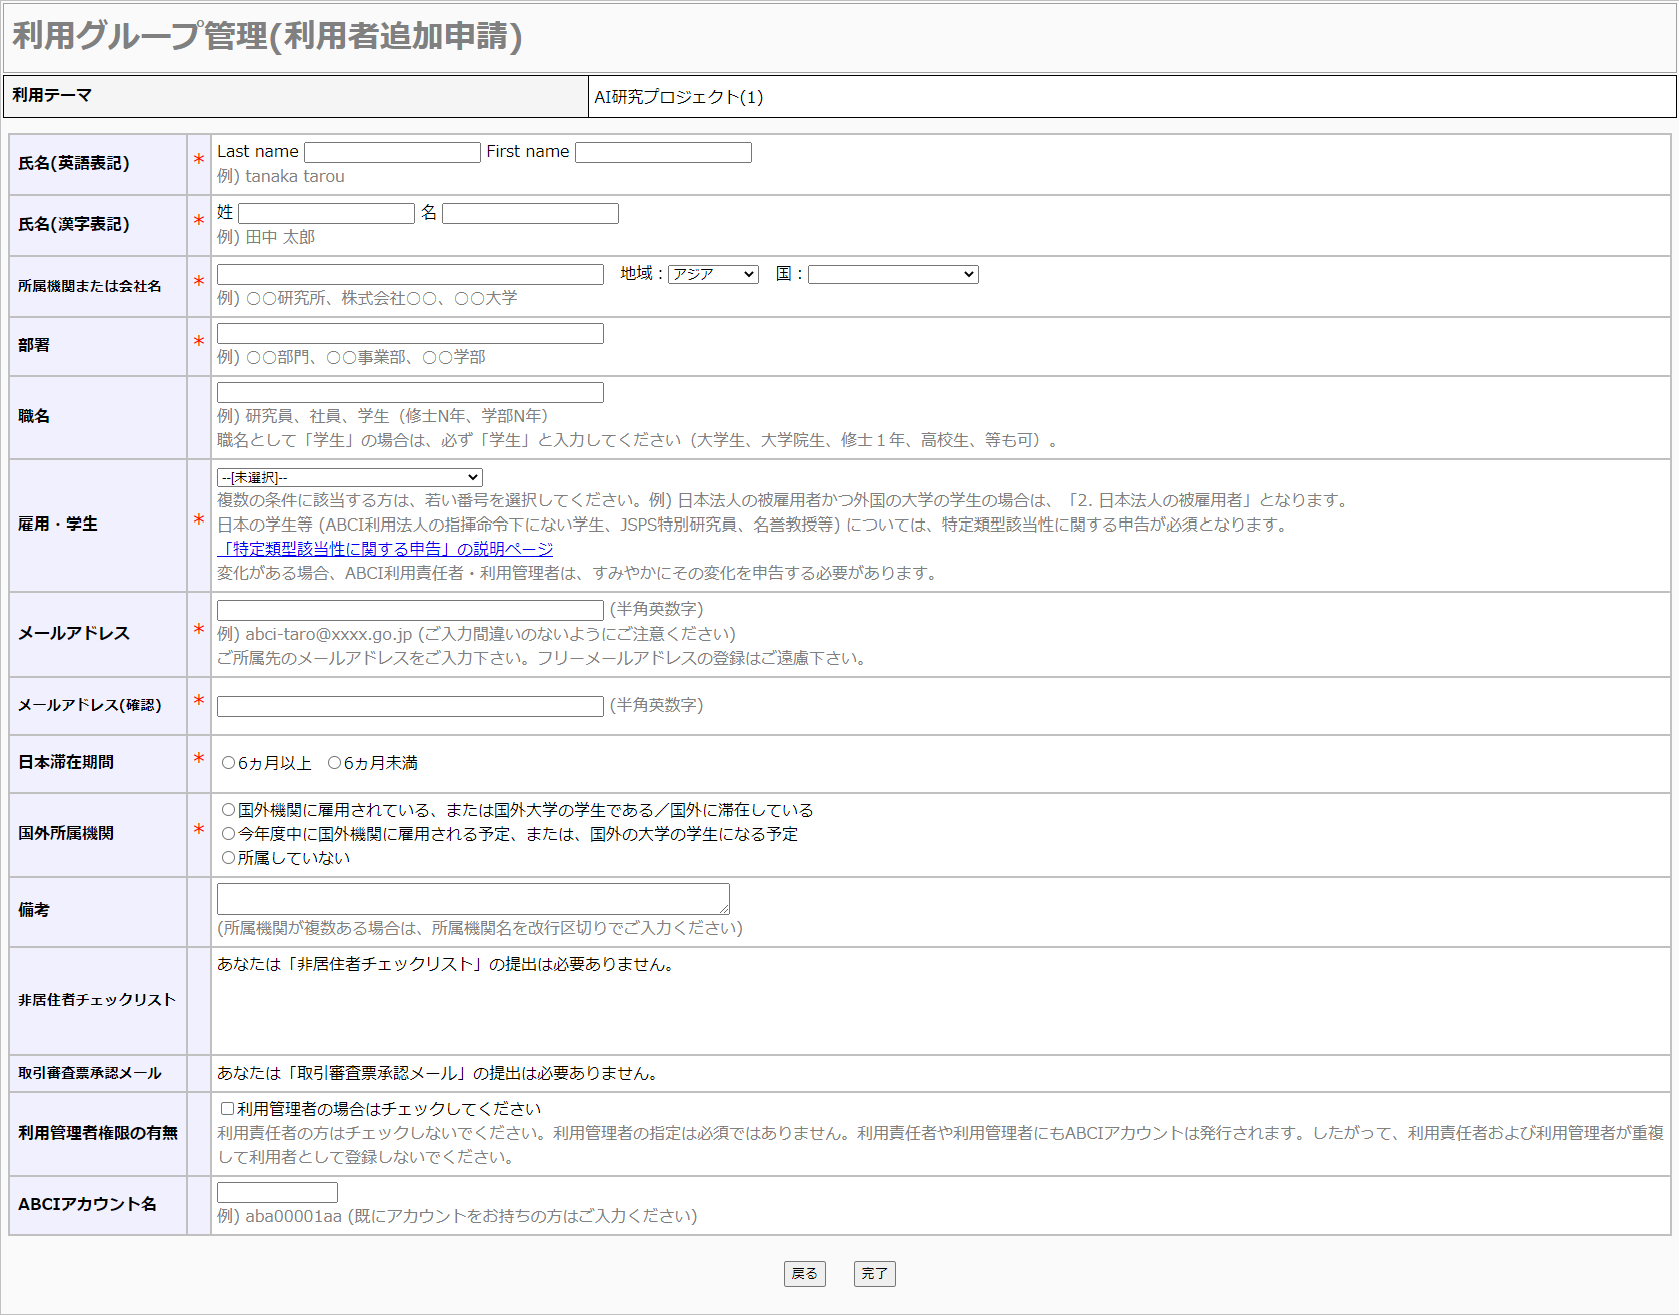 利用グループ管理(利用者追加申請)
利用テーマ AI研究プロジェクト(1)
氏名(英語表記) * Last name First name
例) tanaka tarou
氏名(漢字表記) * 姓 名
例) 田中 太郎
所属機関または会社名 * 地域：アジア 国：
例) ○○研究所、株式会社○○、○○大学
部署 *
例) ○○部門、○○事業部、○○学部
職名
例) 研究員、社員、学生（修士N年、学部N年）
職名として「学生」の場合は、必ず「学生」と入力してください（大学生、大学院生、修士１年、高校生、等も可）。
雇用・学生 * --[未選択]--
複数の条件に該当する方は、若い番号を選択してください。例) 日本法人の被雇用者かつ外国の大学の学生の場合は、「2. 日本法人の被雇用者」となります。
日本の学生等 (ABCI利用法人の指揮命令下にない学生、JSPS特別研究員、名誉教授等) については、特定類型該当性に関する申告が必須となります。
「特定類型該当性に関する申告」の説明ページ
変化がある場合、ABCI利用責任者・利用管理者は、すみやかにその変化を申告する必要があります。
メールアドレス * (半角英数字)
例) abci-taro@xxxx.go.jp (ご入力間違いのないようにご注意ください)
ご所属先のメールアドレスをご入力下さい。フリーメールアドレスの登録はご遠慮下さい。
メールアドレス(確認) * (半角英数字)
日本滞在期間 * 6ヵ月以上 6ヵ月未満
国外所属機関 * 国外機関に雇用されている、または国外大学の学生である／国外に滞在している
今年度中に国外機関に雇用される予定、または、国外の大学の学生になる予定
所属していない
備考
(所属機関が複数ある場合は、所属機関名を改行区切りでご入力ください)
非居住者チェックリスト あなたは「非居住者チェックリスト」の提出は必要ありません。
取引審査票承認メール あなたは「取引審査票承認メール」の提出は必要ありません。
利用管理者権限の有無 利用管理者の場合はチェックしてください
利用責任者の方はチェックしないでください。利用管理者の指定は必須ではありません。利用責任者や利用管理者にもABCIアカウントは発行されます。したがって、利用責任者および利用管理者が重複
して利用者として登録しないでください。
ABCIアカウント名
例) aba00001aa (既にアカウントをお持ちの方はご入力ください)
戻る 完了